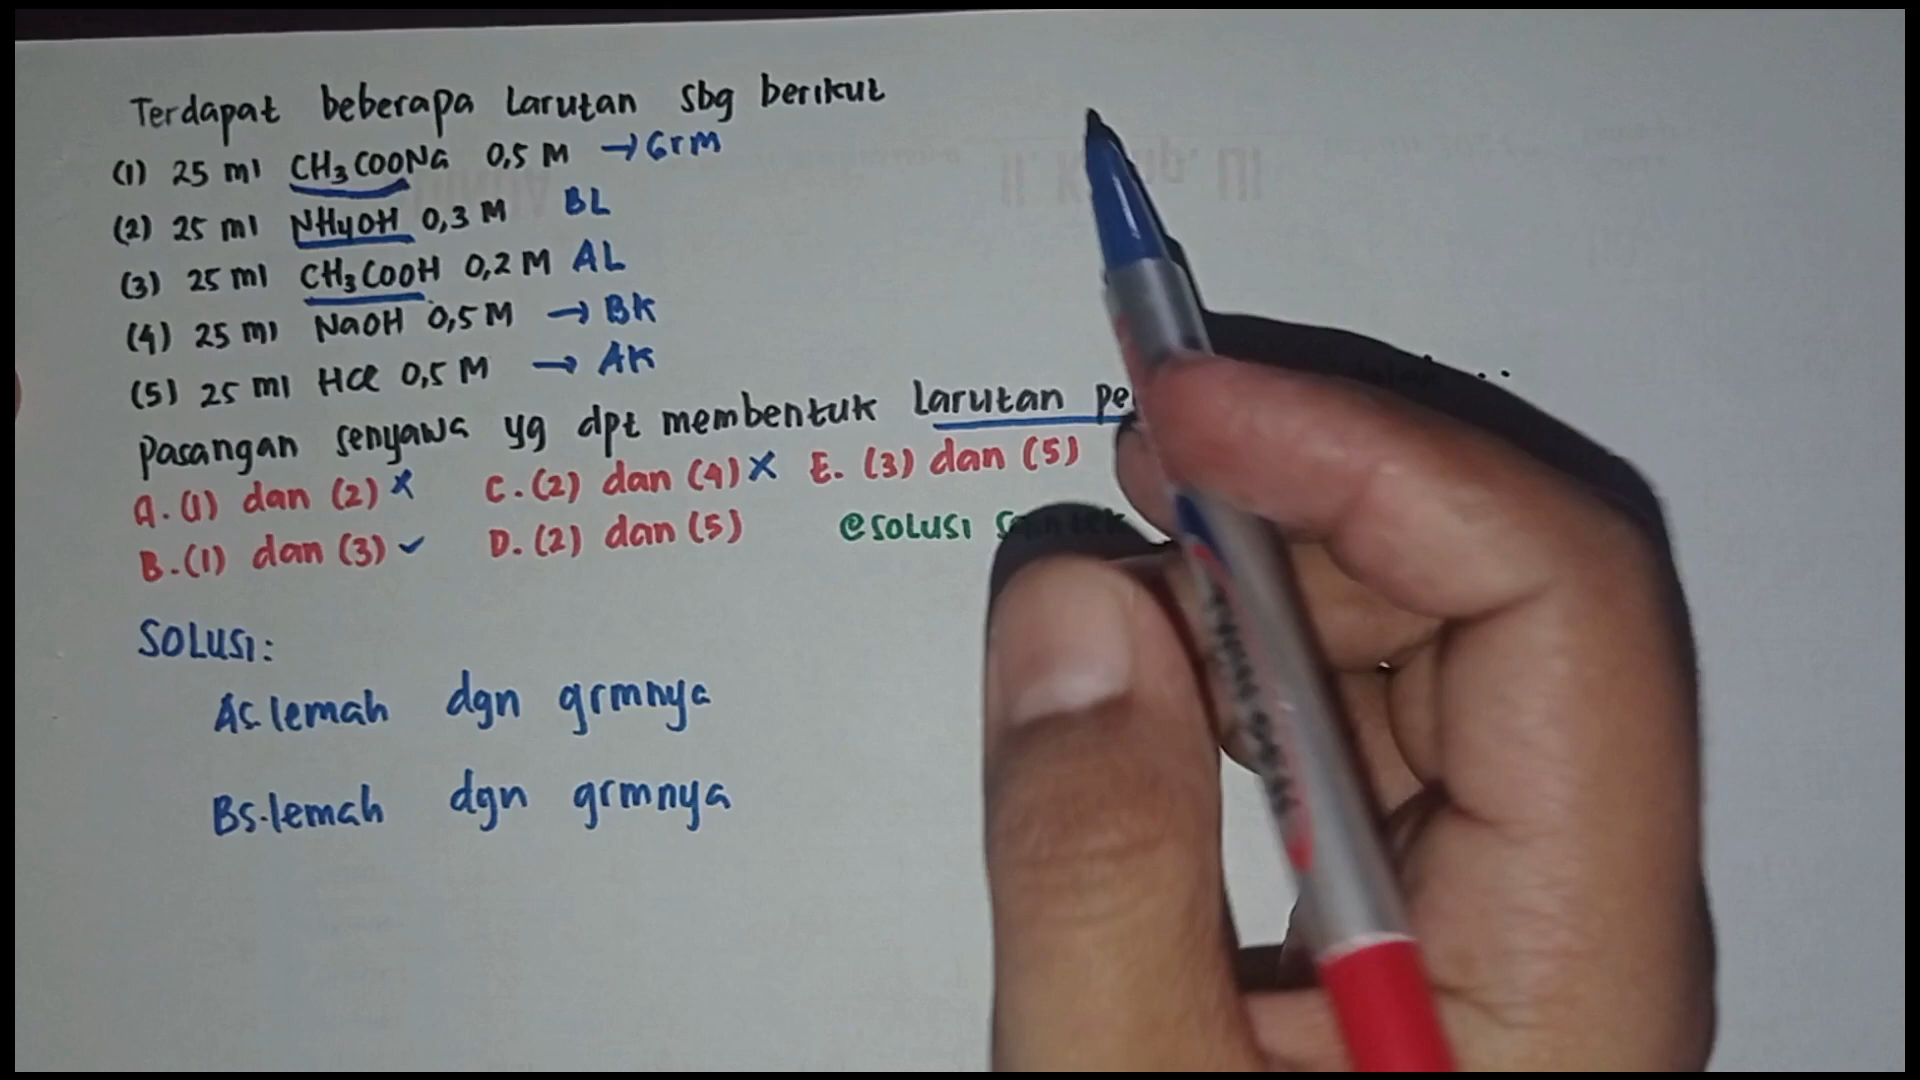 Terdapat beberapa Larutan sbg berikut
(1) 25 ml CH3COONa 0,5 M → Grm
(2) 25 ml NH4OH 0,3 M BL
(3) 25 ml CH3COOH 0,2 M AL
(4) 25 ml NaOH 0,5 M → BK
(5) 25 ml HCl 0,5 M → AK
Pasangan senyawa yg dpt membentuk Larutan ...
A. (1) dan (2) x C. (2) dan (4) x E. (3) dan (5)
B. (1) dan (3) ✓ D. (2) dan (5) @solusi
SOLUSI:
As.lemah dgn grmnya
Bs.lemah dgn grmnya